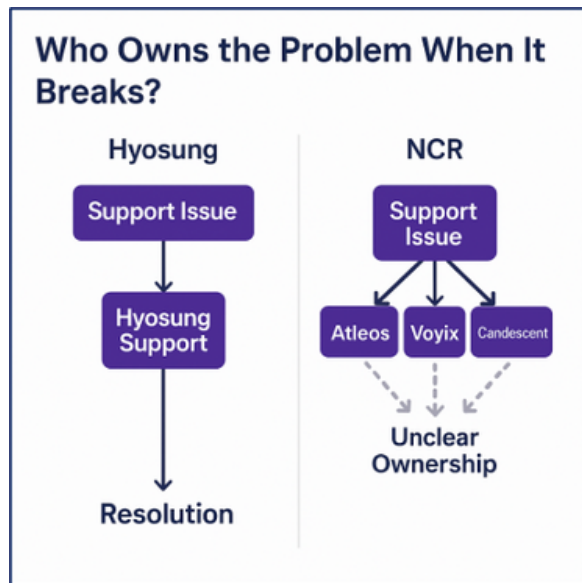 Who Owns the Problem When It
Breaks?
Hyosung
Support Issue
Hyosung
Support
Resolution
NCR
Support
Issue
Atleos
Voyix
Candescent
Unclear
Ownership